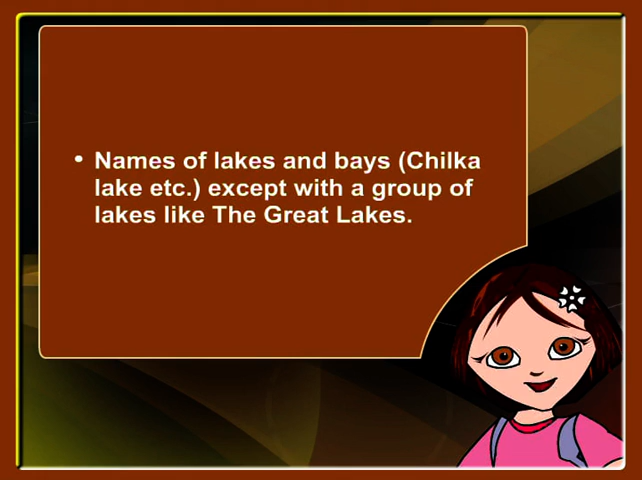 • Names of lakes and bays (Chilka
lake etc.) except with a group of
lakes like The Great Lakes.